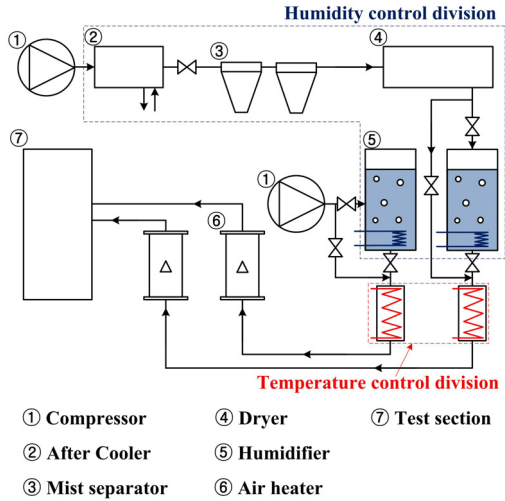 Humidity control division
①
②
③
④
⑦
⑤
①
⑥
Temperature control division
① Compressor
④ Dryer
⑦ Test section
② After Cooler
⑤ Humidifier
③ Mist separator
⑥ Air heater